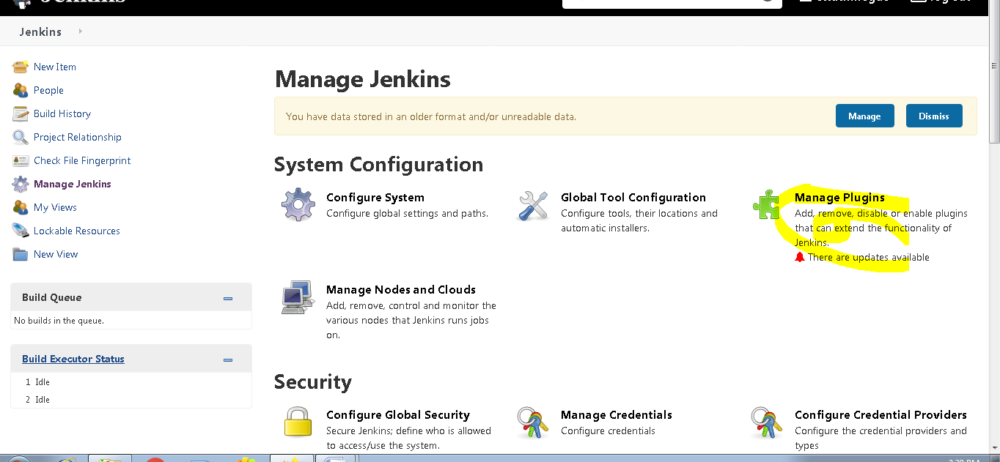 Jenkins
Jenkins
New Item
People
Build History
Project Relationship
Check File Fingerprint
Manage Jenkins
My Views
Lockable Resources
New View
Build Queue
No builds in the queue.
Build Executor Status
1 Idle
2 Idle
Manage Jenkins
You have data stored in an older format and/or unreadable data.
Manage
Dismiss
System Configuration
Configure System
Configure global settings and paths.
Global Tool Configuration
Configure tools, their locations and
automatic installers.
Manage Plugins
Add, remove, disable or enable plugins
that can extend the functionality of
Jenkins.
There are updates available
Manage Nodes and Clouds
Add, remove, control and monitor the
various nodes that Jenkins runs jobs
on.
Security
Configure Global Security
Secure Jenkins; define who is allowed
to access/use the system.
Manage Credentials
Configure credentials
Configure Credential Providers
Configure the credential providers and
types